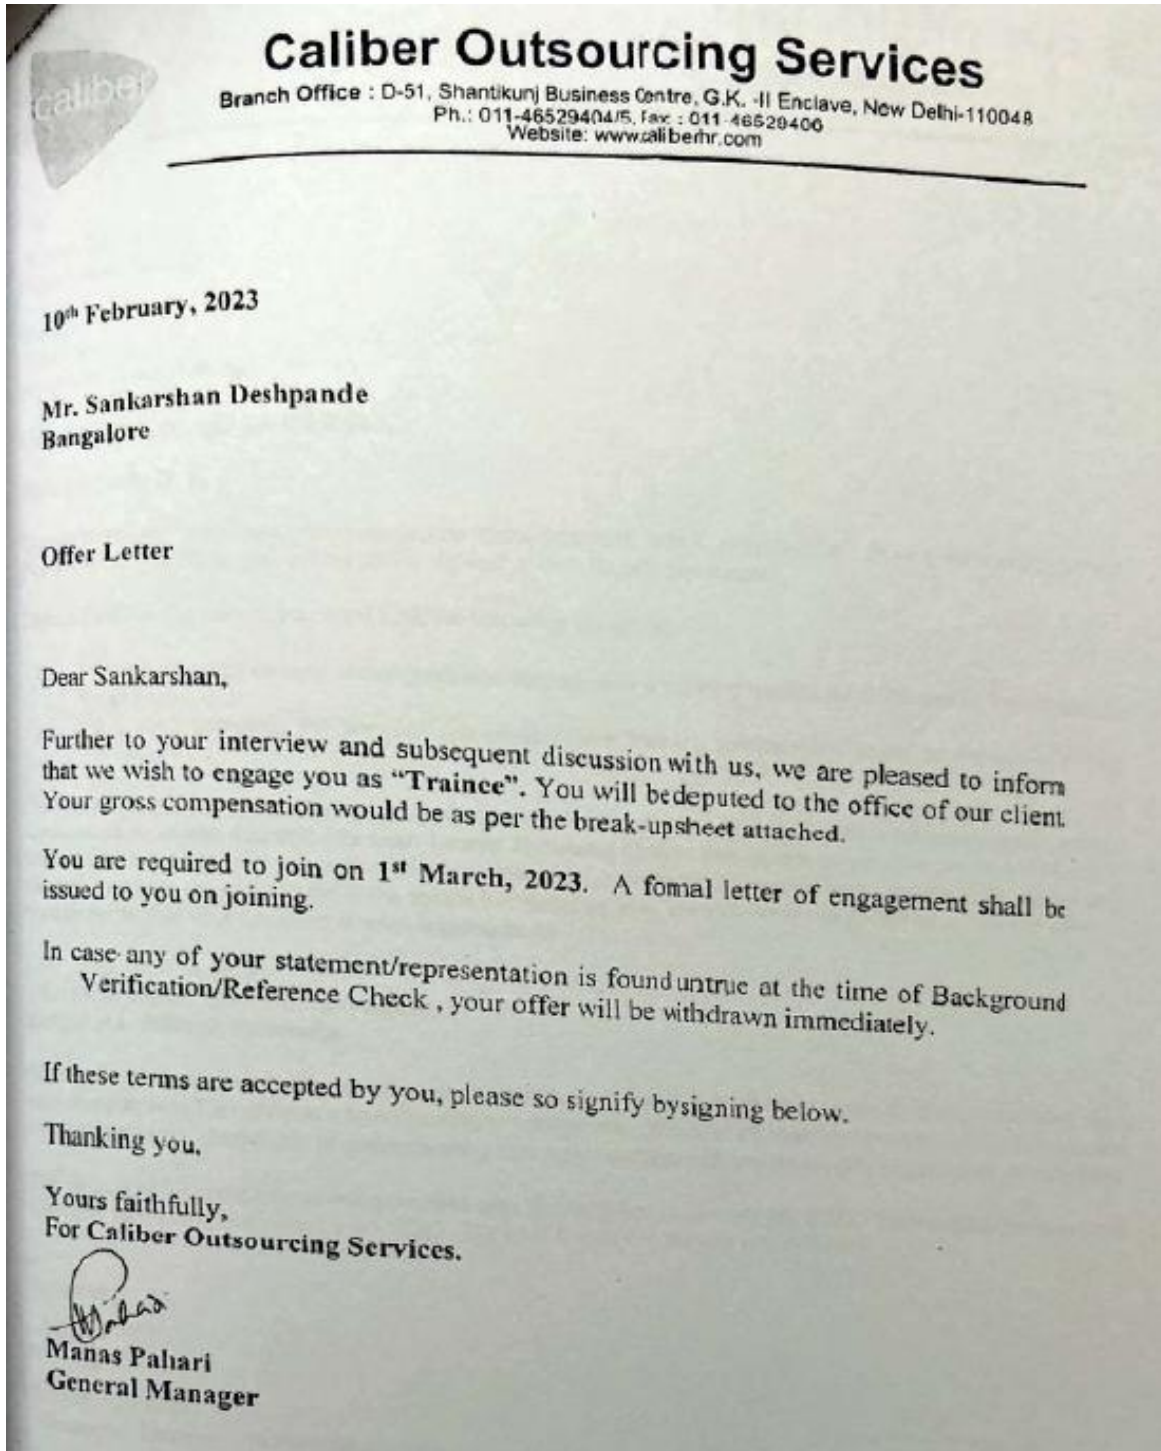 caliber
Caliber Outsourcing Services
Branch Office : D-51, Shantikunj Business Centre, G.K. -II Enclave, New Delhi-110048
Ph.: 011-46529404/5, Fax : 011-46529406
Website: www.caliberhr.com
10th February, 2023
Mr. Sankarshan Deshpande
Bangalore
Offer Letter
Dear Sankarshan,
Further to your interview and subsequent discussion with us, we are pleased to inform
that we wish to engage you as “Trainee”. You will bedeputed to the office of our client.
Your gross compensation would be as per the break-upsheet attached.
You are required to join on 1st March, 2023. A fomal letter of engagement shall be
issued to you on joining.
In case any of your statement/representation is found untrue at the time of Background
Verification/Reference Check , your offer will be withdrawn immediately.
If these terms are accepted by you, please so signify bysigning below.
Thanking you.
Yours faithfully,
For Caliber Outsourcing Services.
Manas Pahari
General Manager